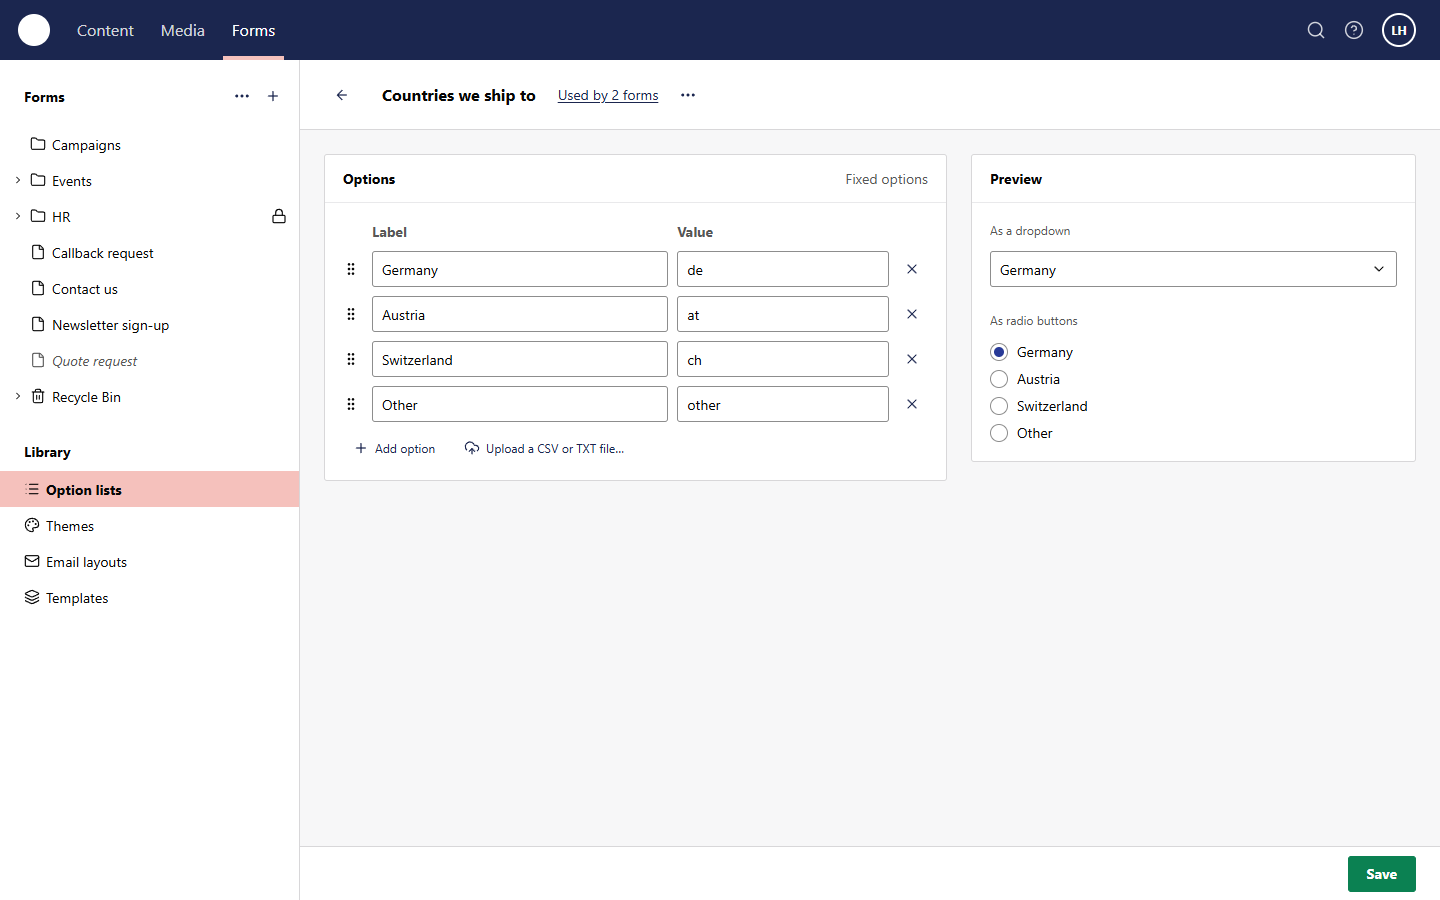 Content Media Forms LH
Forms
Campaigns
Events
HR
Callback request
Contact us
Newsletter sign-up
Quote request
Recycle Bin
Library
Option lists
Themes
Email layouts
Templates
Countries we ship to Used by 2 forms
Options Fixed options
Label Value
Germany de
Austria at
Switzerland ch
Other other
Add option Upload a CSV or TXT file...
Preview
As a dropdown
Germany
As radio buttons
Germany
Austria
Switzerland
Other
Save